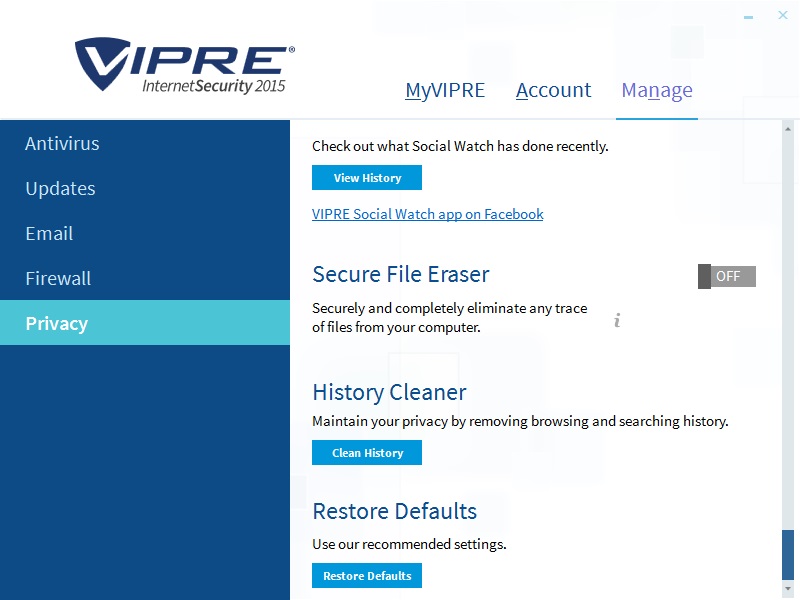 VIPRE®
InternetSecurity 2015
MyVIPRE Account Manage
Antivirus
Updates
Email
Firewall
Privacy
Check out what Social Watch has done recently.
View History
VIPRE Social Watch app on Facebook
Secure File Eraser
OFF
Securely and completely eliminate any trace
of files from your computer.
i
History Cleaner
Maintain your privacy by removing browsing and searching history.
Clean History
Restore Defaults
Use our recommended settings.
Restore Defaults